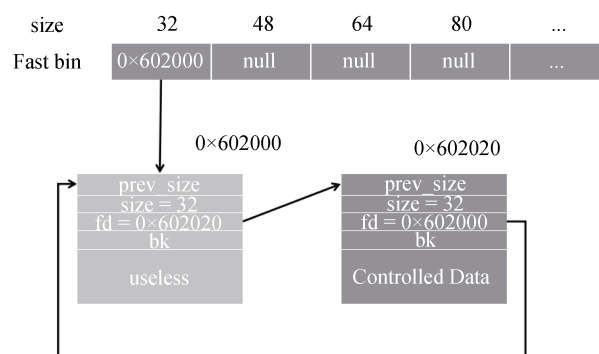 size 32 48 64 80 ...
Fast bin 0×602000 null null null ...
0×602000 0×602020
prev_size prev_size
size = 32 size = 32
fd = 0×602020 fd = 0×602000
bk bk
useless Controlled Data